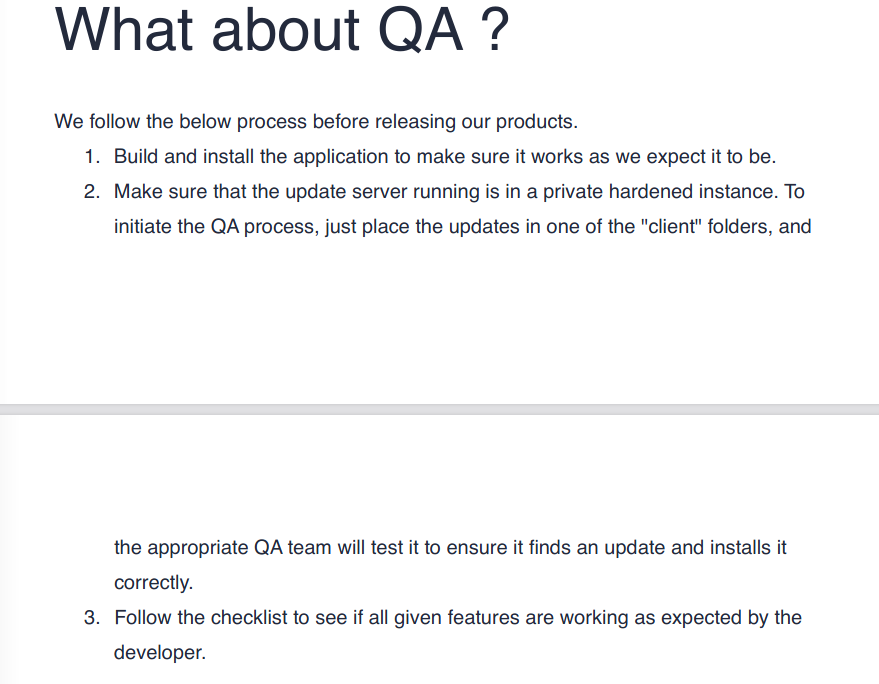 What about QA ?
We follow the below process before releasing our products.
1. Build and install the application to make sure it works as we expect it to be.
2. Make sure that the update server running is in a private hardened instance. To
initiate the QA process, just place the updates in one of the "client" folders, and
the appropriate QA team will test it to ensure it finds an update and installs it
correctly.
3. Follow the checklist to see if all given features are working as expected by the
developer.